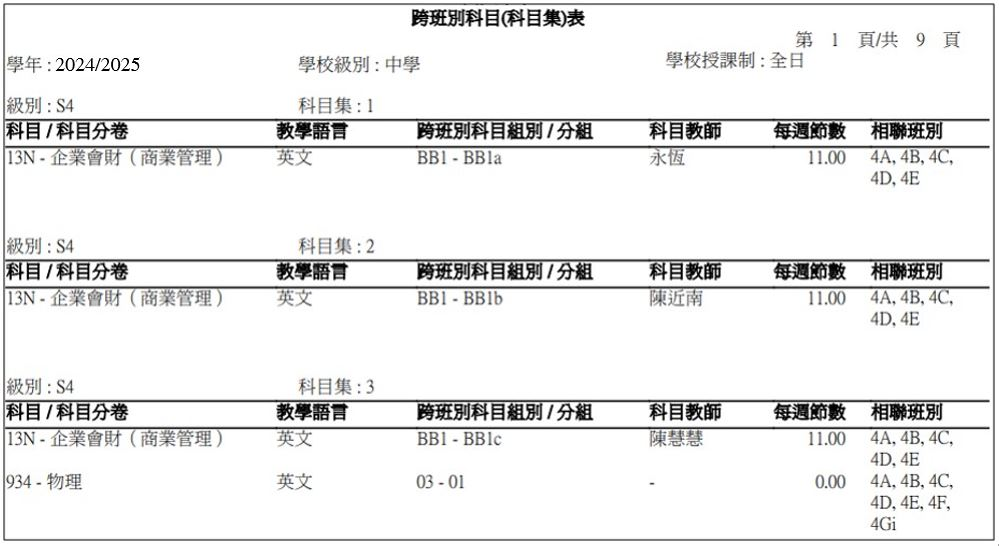 跨班別科目(科目集)表
第 1 頁/共 9 頁
學年 : 2024/2025 學校級別 : 中學 學校授課制 : 全日
級別 : S4 科目集 : 1
科目 / 科目分卷 教學語言 跨班別科目組別 / 分組 科目教師 每週節數 相聯班別
13N - 企業會財（商業管理） 英文 BB1 - BB1a 永恆 11.00 4A, 4B, 4C,
4D, 4E
級別 : S4 科目集 : 2
科目 / 科目分卷 教學語言 跨班別科目組別 / 分組 科目教師 每週節數 相聯班別
13N - 企業會財（商業管理） 英文 BB1 - BB1b 陳近南 11.00 4A, 4B, 4C,
4D, 4E
級別 : S4 科目集 : 3
科目 / 科目分卷 教學語言 跨班別科目組別 / 分組 科目教師 每週節數 相聯班別
13N - 企業會財（商業管理） 英文 BB1 - BB1c 陳慧慧 11.00 4A, 4B, 4C,
4D, 4E
934 - 物理 英文 03 - 01 - 0.00 4A, 4B, 4C,
4D, 4E, 4F,
4Gi